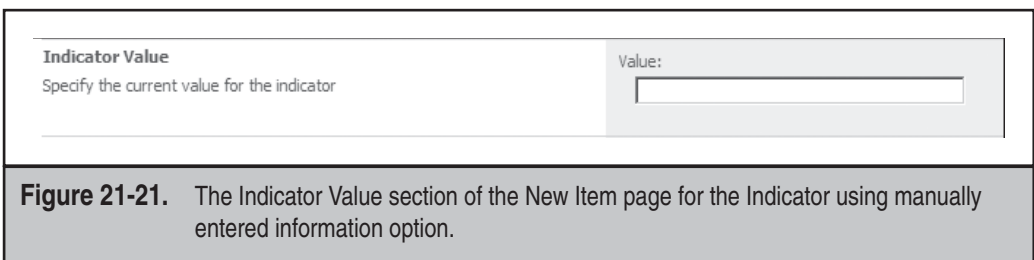 Indicator Value
Specify the current value for the indicator
Value:
Figure 21-21. The Indicator Value section of the New Item page for the Indicator using manually
entered information option.